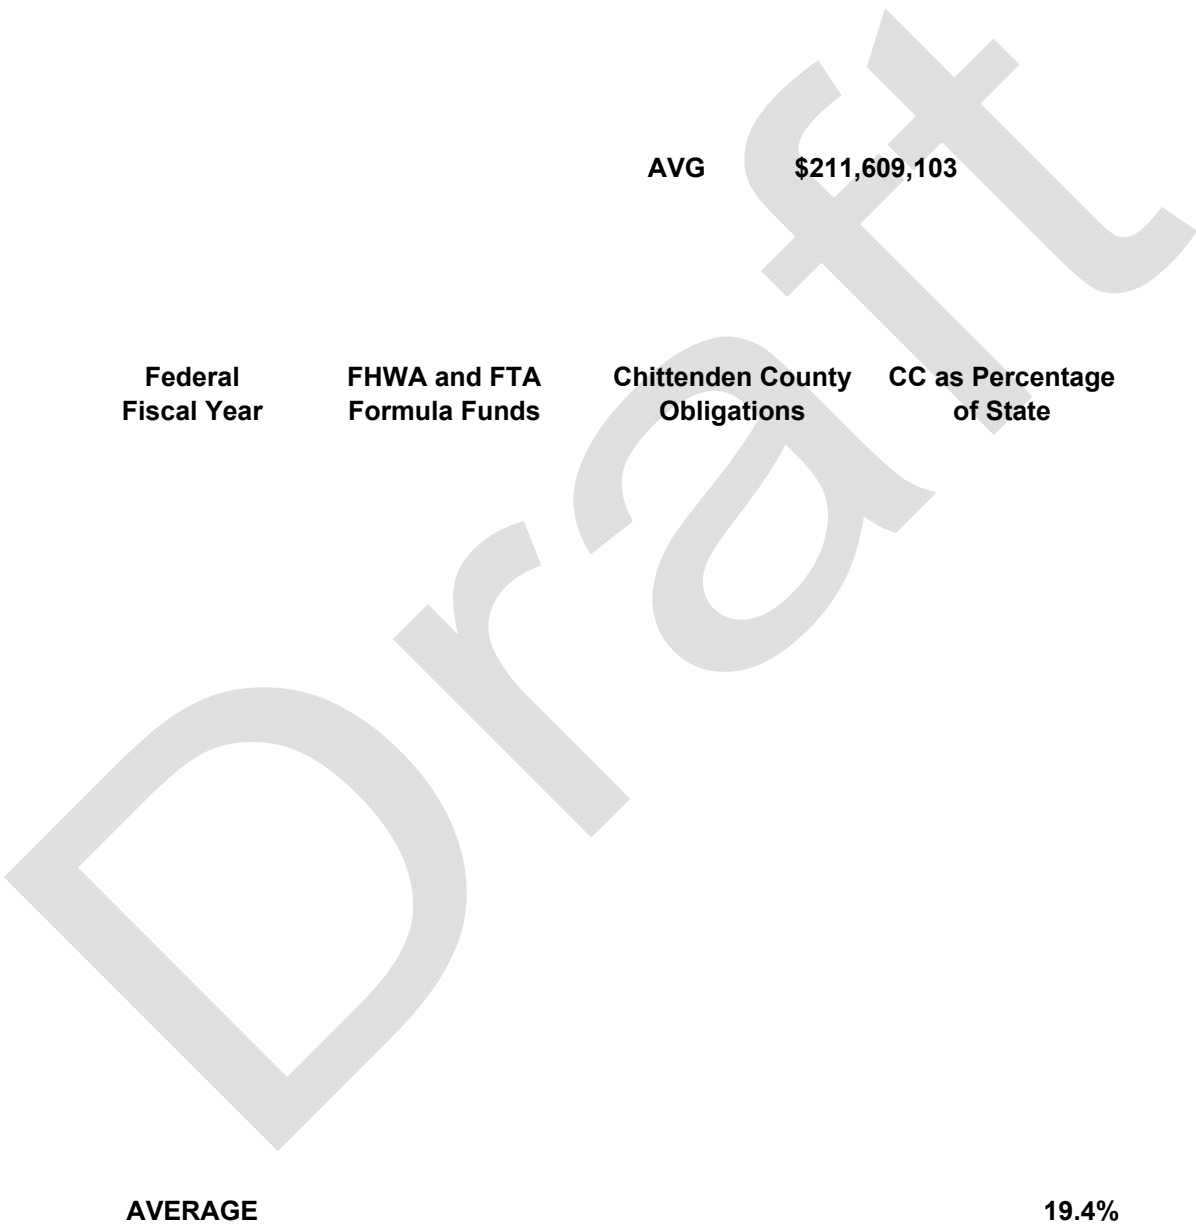 AVG $211,609,103
Federal Fiscal Year
FHWA and FTA Formula Funds
Chittenden County Obligations
CC as Percentage of State
AVERAGE 19.4%
Draft